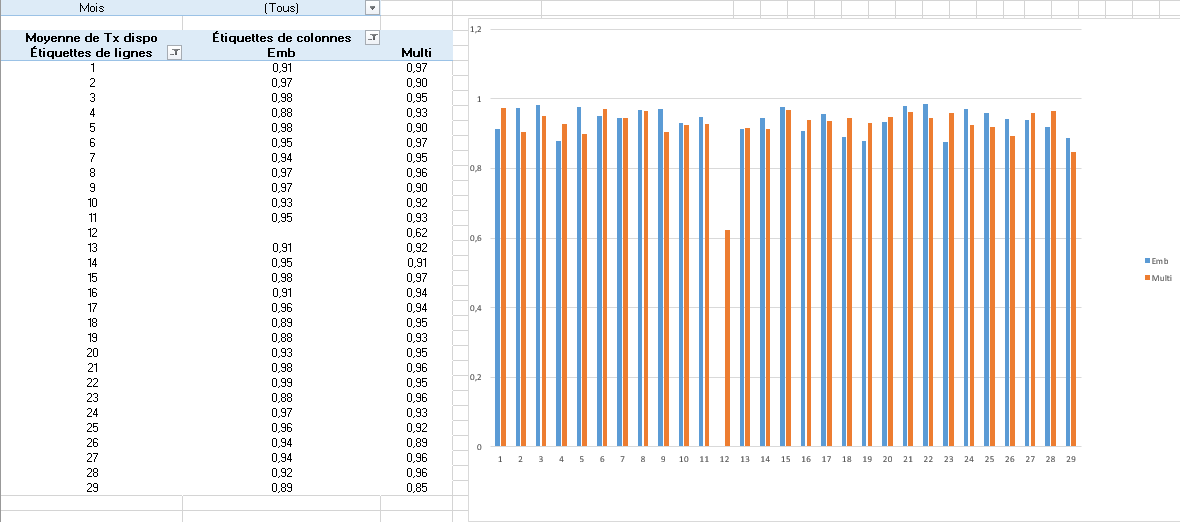 Mois (Tous)
Moyenne de Tx dispo Étiquettes de colonnes
Étiquettes de lignes Emb Multi
1 0,91 0,97
2 0,97 0,90
3 0,98 0,95
4 0,88 0,93
5 0,98 0,90
6 0,95 0,97
7 0,94 0,95
8 0,97 0,96
9 0,97 0,90
10 0,93 0,92
11 0,95 0,93
12 0,62
13 0,91 0,92
14 0,95 0,91
15 0,98 0,97
16 0,91 0,94
17 0,96 0,94
18 0,89 0,95
19 0,88 0,93
20 0,93 0,95
21 0,98 0,96
22 0,99 0,95
23 0,88 0,96
24 0,97 0,93
25 0,96 0,92
26 0,94 0,89
27 0,94 0,96
28 0,92 0,96
29 0,89 0,85
1,2
1
0,8
0,6
0,4
0,2
0
1 2 3 4 5 6 7 8 9 10 11 12 13 14 15 16 17 18 19 20 21 22 23 24 25 26 27 28 29
Emb
Multi